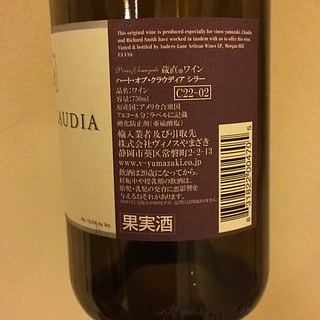 This original wine is produced especially for vinos yamazaki. Claudia
and Richard Smith have worked in tandem with us to offer this wine
Vinted & bottled by Anders-Lane Artisan Wines LP, Morgan Hill,
CA USA
Vinos Yamazaki 蔵直®ワイン
ハート・オブ・クラウディア シラー
品名：ワイン
容量：750ml
C22-02
原産国：アメリカ合衆国
アルコール分：ラベルに記載
酸化防止剤（亜硫酸塩）
輸入業者及び引取先
株式会社ヴィノスやまざき
静岡市葵区常磐町2-2-13
www.v-yamazaki.co.jp
飲酒は20歳になってから。
妊娠中や授乳期の飲酒は、
胎児・乳児の発育に悪影響を
与えるおそれがあります。
果実酒
AUDIA
Alc. 13.5% by Vol.